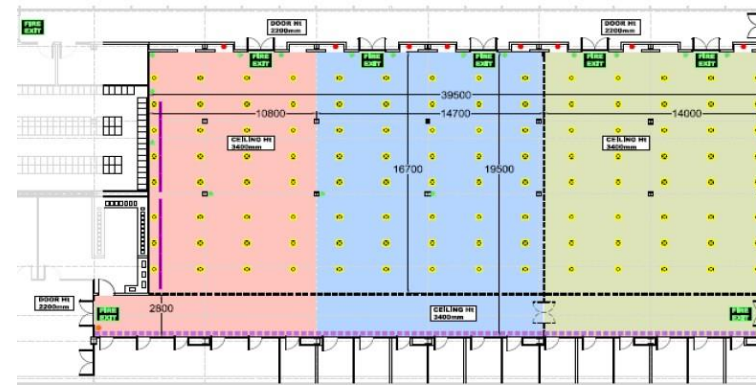 FIRE
EXIT
DOOR Ht
2200mm
DOOR Ht
2200mm
FIRE
EXIT
FIRE
EXIT
FIRE
EXIT
FIRE
EXIT
FIRE
EXIT
39500
10800
14700
14000
CEILING Ht
3400mm
CEILING Ht
3400mm
16700
19500
DOOR Ht
2200mm
FIRE
EXIT
2800
CEILING Ht
3400mm
FIRE
EXIT